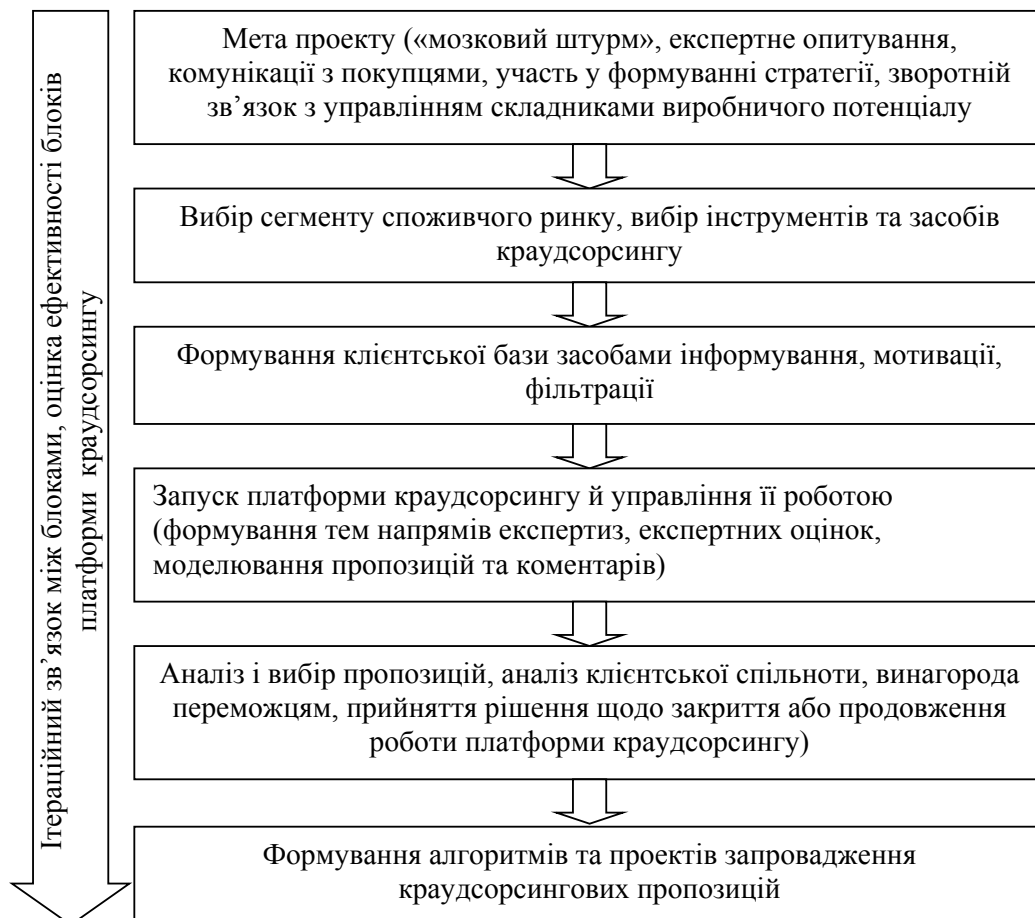 Ітераційний зв’язок між блоками, оцінка ефективності блоків
платформи краудсорсингу
Мета проекту («мозковий штурм», експертне опитування,
комунікації з покупцями, участь у формуванні стратегії, зворотній
зв’язок з управлінням складниками виробничого потенціалу
Вибір сегменту споживчого ринку, вибір інструментів та засобів
краудсорсингу
Формування клієнтської бази засобами інформування, мотивації,
фільтрації
Запуск платформи краудсорсингу й управління її роботою
(формування тем напрямів експертиз, експертних оцінок,
моделювання пропозицій та коментарів)
Аналіз і вибір пропозицій, аналіз клієнтської спільноти, винагорода
переможцям, прийняття рішення щодо закриття або продовження
роботи платформи краудсорсингу)
Формування алгоритмів та проектів запровадження
краудсорсингових пропозицій